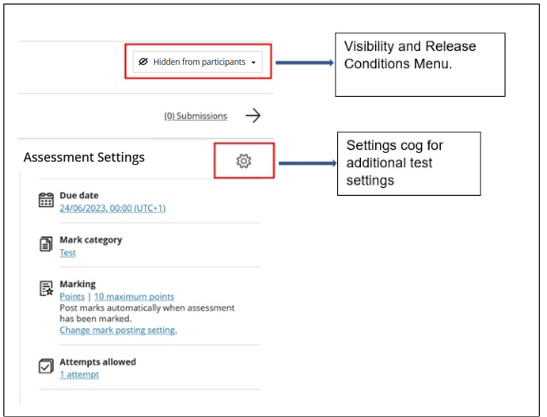 Hidden from participants
Visibility and Release
Conditions Menu.
(0) Submissions
Assessment Settings
Settings cog for
additional test
settings
Due date
24/06/2023, 00:00 (UTC+1)
Mark category
Test
Marking
Points | 10 maximum points
Post marks automatically when assessment
has been marked.
Change mark posting setting.
Attempts allowed
1 attempt